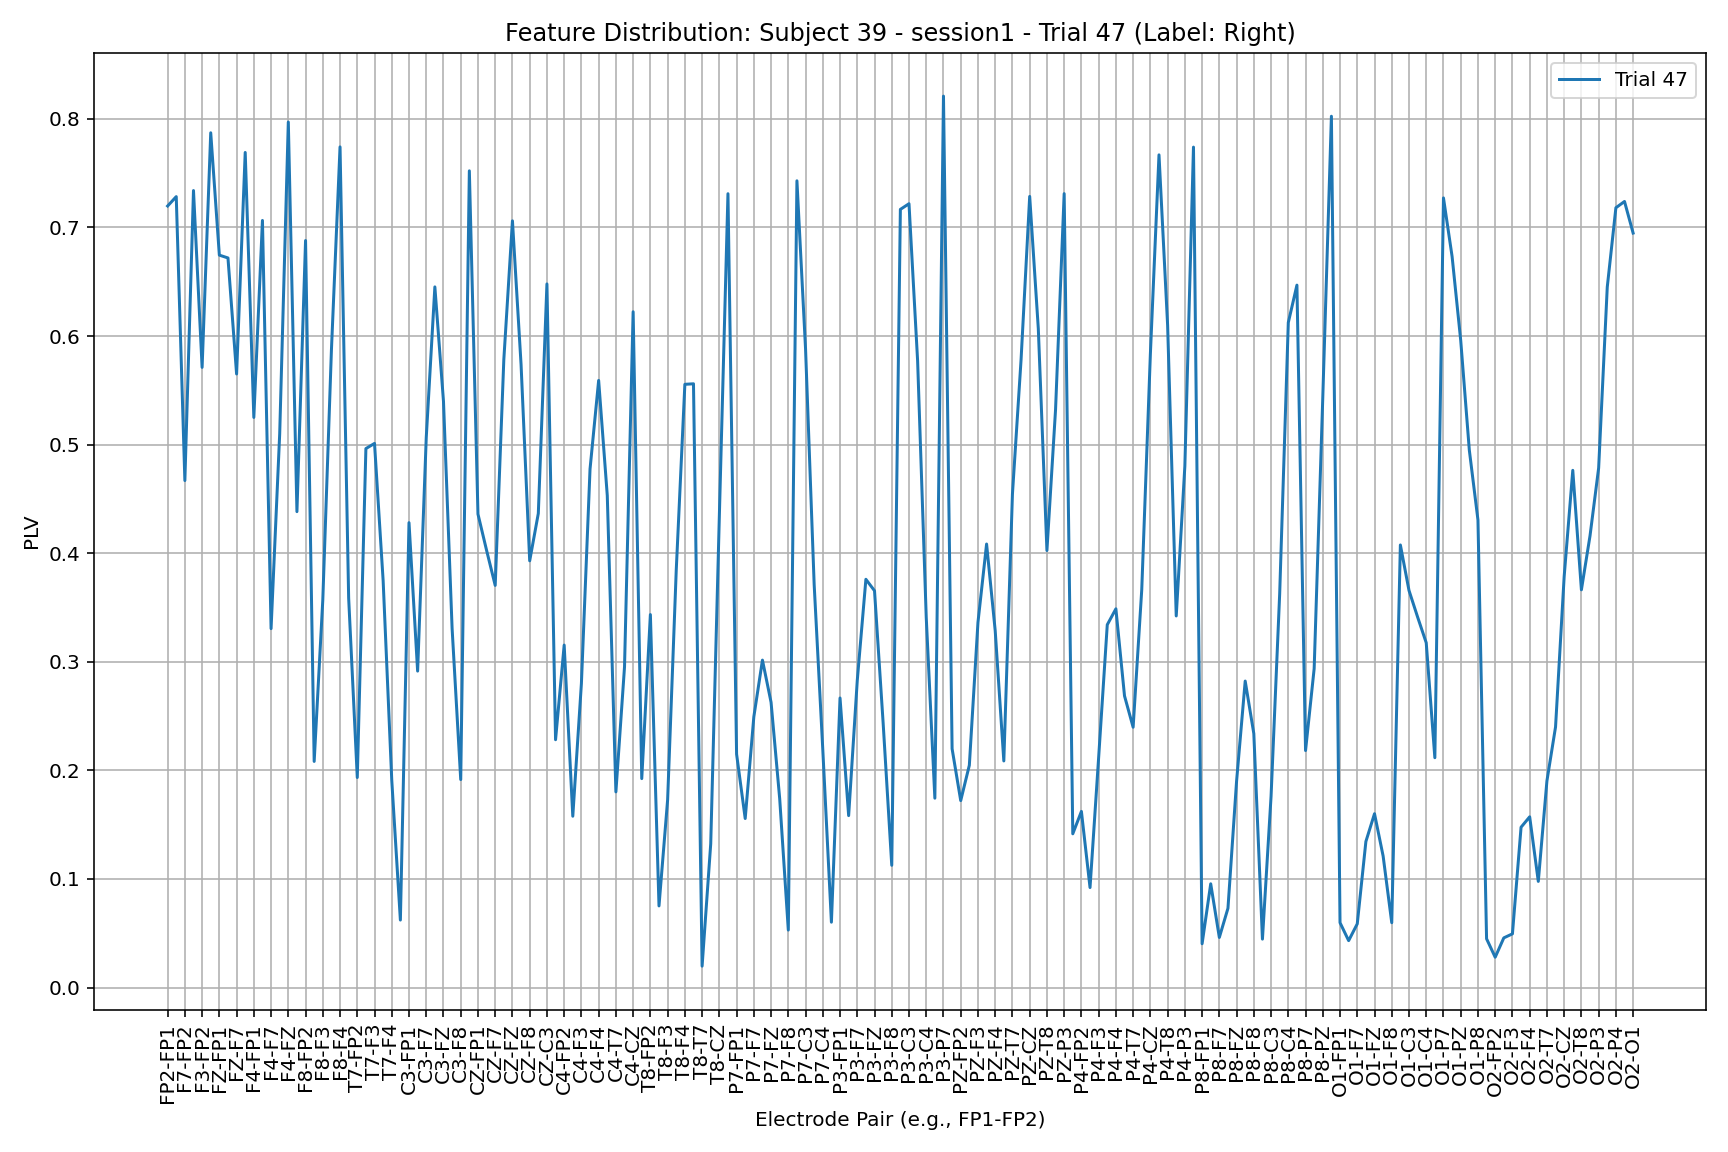 Feature Distribution: Subject 39 - session1 - Trial 47 (Label: Right)
Trial 47
PLV
0.8
0.7
0.6
0.5
0.4
0.3
0.2
0.1
0.0
FP2-FP1
F7-FP2
F3-FP2
FZ-FP1
FZ-F7
F4-FP1
F4-F7
F4-FZ
F8-FP2
F8-F3
F8-F4
T7-FP2
T7-F3
T7-F4
C3-FP1
C3-F7
C3-FZ
C3-F8
CZ-FP1
CZ-F7
CZ-FZ
CZ-F8
CZ-C3
C4-FP2
C4-F3
C4-F4
C4-T7
C4-CZ
T8-FP2
T8-F3
T8-F4
T8-T7
T8-CZ
P7-FP1
P7-F7
P7-FZ
P7-F8
P7-C3
P7-C4
P3-FP1
P3-F7
P3-FZ
P3-F8
P3-C3
P3-C4
P3-P7
PZ-FP2
PZ-F3
PZ-F4
PZ-T7
PZ-CZ
PZ-T8
PZ-P3
P4-FP2
P4-F3
P4-F4
P4-T7
P4-CZ
P4-T8
P4-P3
P8-FP1
P8-F7
P8-FZ
P8-F8
P8-C3
P8-C4
P8-P7
P8-PZ
O1-FP1
O1-F7
O1-FZ
O1-F8
O1-C3
O1-C4
O1-P7
O1-PZ
O1-P8
O2-FP2
O2-F3
O2-F4
O2-T7
O2-CZ
O2-T8
O2-P3
O2-P4
O2-O1
Electrode Pair (e.g., FP1-FP2)